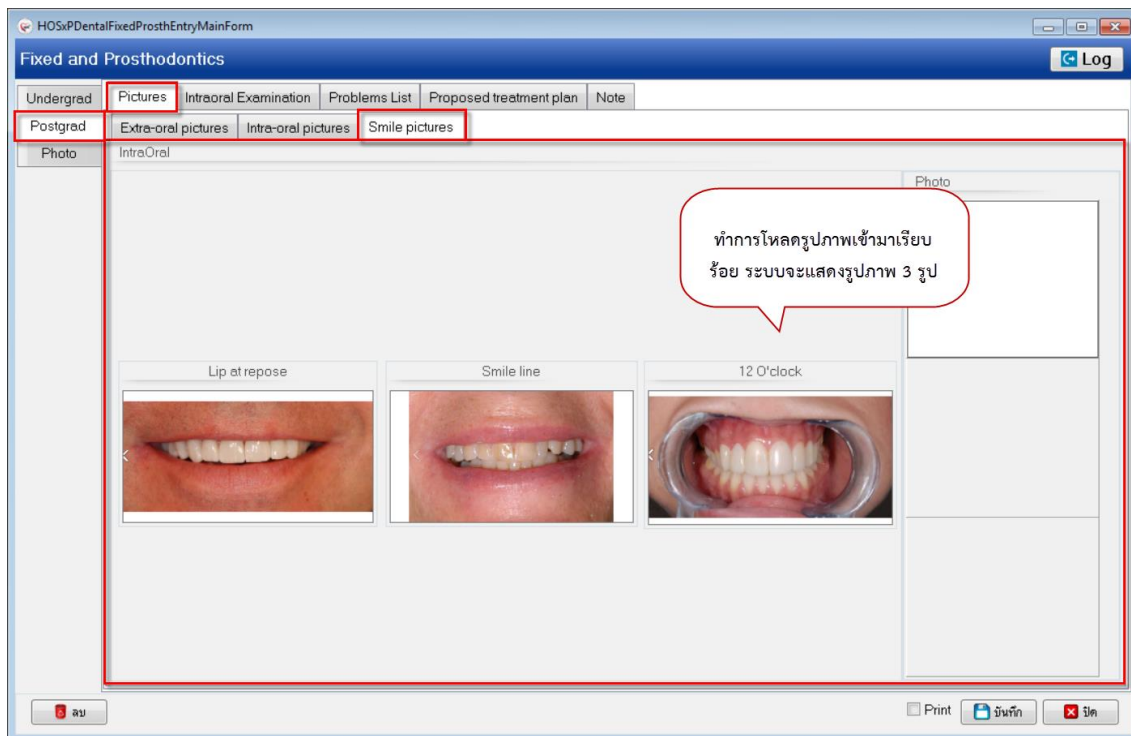 HOSxPDentalFixedProsthEntryMainForm
Fixed and Prosthodontics
Log
Undergrad
Pictures
Intraoral Examination
Problems List
Proposed treatment plan
Note
Postgrad
Extra-oral pictures
Intra-oral pictures
Smile pictures
Photo
IntraOral
Photo
ทำการโหลดรูปภาพเข้ามาเรียบ
ร้อย ระบบจะแสดงรูปภาพ 3 รูป
Lip at repose
Smile line
12 O'clock
ลบ
Print
บันทึก
ปิด